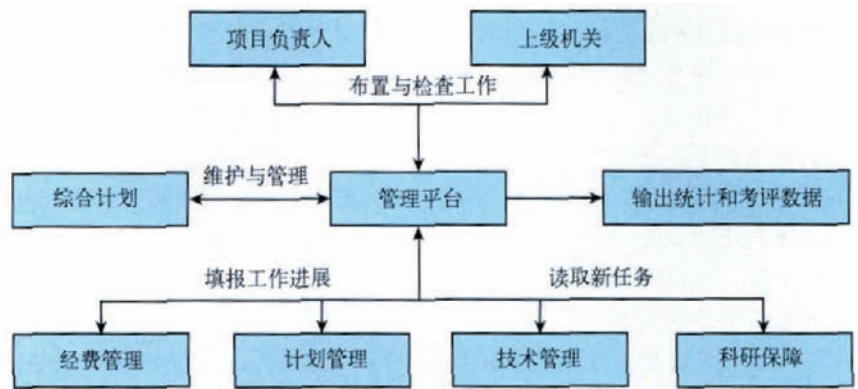 项目负责人
上级机关
布置与检查工作
综合计划
维护与管理
管理平台
输出统计和考评数据
填报工作进展
读取新任务
经费管理
计划管理
技术管理
科研保障